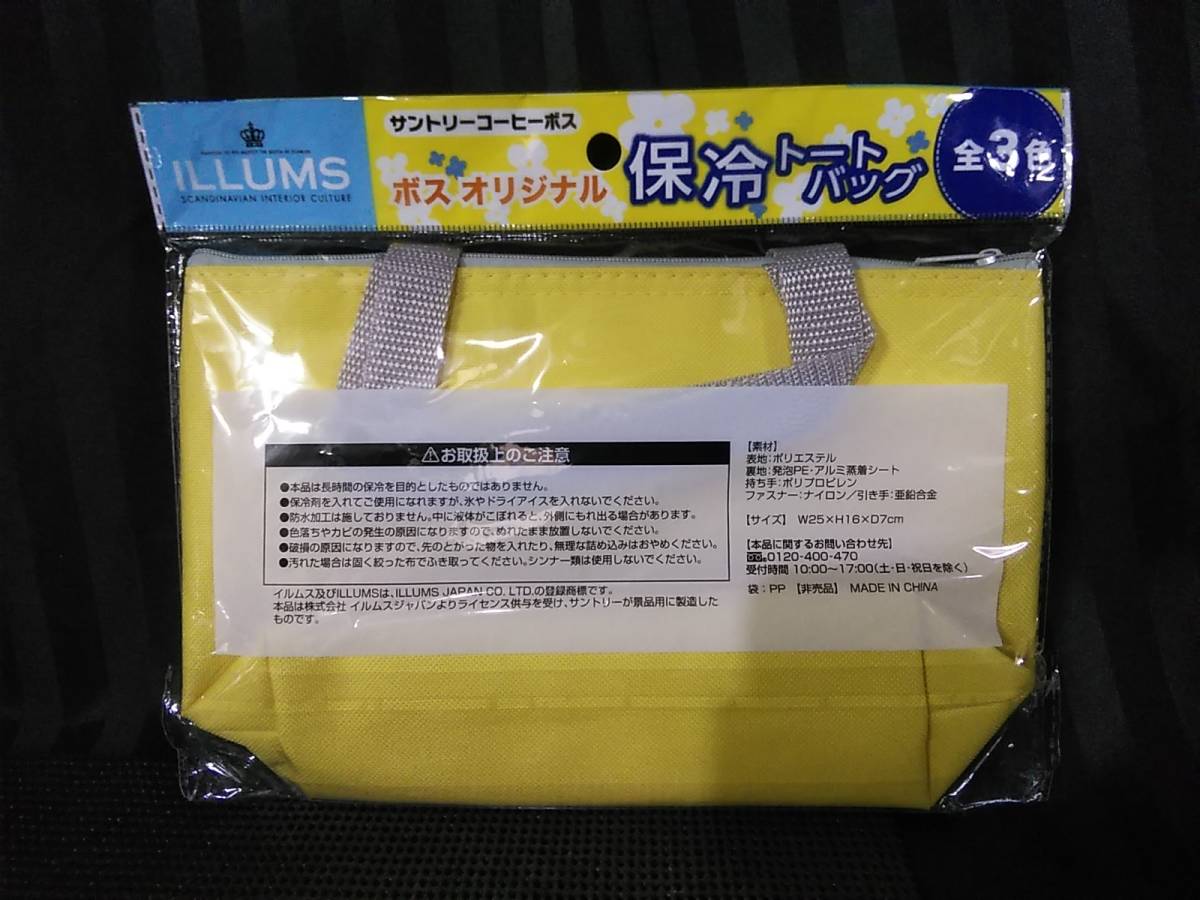 ILLUMS
SCANDINAVIAN INTERIOR CULTURE
サントリーコーヒーボス
ボス オリジナル
保冷トートバッグ
全3色
⚠お取扱上のご注意
●本品は長時間の保冷を目的としたものではありません。
●保冷剤を入れてご使用になれますが、氷やドライアイスを入れないでください。
●防水加工は施しておりません。中に液体がこぼれると、外側にもれ出る場合があります。
●色落ちやカビの発生の原因になりますので、ぬれたまま放置しないでください。
●破損の原因になりますので、先のとがった物を入れたり、無理な詰め込みはおやめください。
●汚れた場合は固く絞った布でふき取ってください。シンナー類は使用しないでください。
イルムス及びILLUMSは、ILLUMS JAPAN CO. LTD.の登録商標です。
本品は株式会社 イルムスジャパンよりライセンス供与を受け、サントリーが景品用に製造した
ものです。
【素材】
表地:ポリエステル
裏地:発泡PE・アルミ蒸着シート
持ち手:ポリプロピレン
ファスナー:ナイロン/引き手:亜鉛合金
【サイズ】 W25×H16×D7cm
【本品に関するお問い合わせ先】
0120-400-470
受付時間 10:00〜17:00(土・日・祝日を除く)
袋:PP 【非売品】 MADE IN CHINA